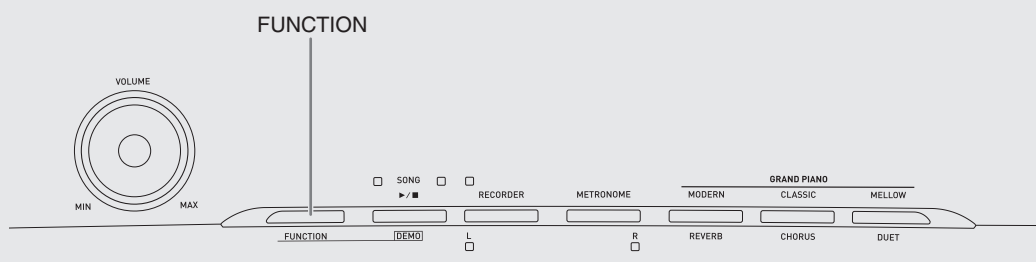 FUNCTION
VOLUME
MIN MAX
SONG
▶/■ RECORDER METRONOME
GRAND PIANO
MODERN CLASSIC MELLOW
FUNCTION DEMO L R REVERB CHORUS DUET